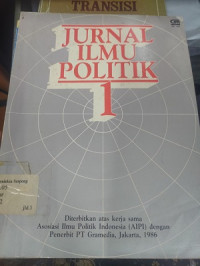 TRANSISI
JURNAL
ILMU
POLITIK
1
Diterbitkan atas kerja sama
Asosiasi Ilmu Politik Indonesia (AIPI) dengan
Penerbit PT Gramedia, Jakarta, 1986